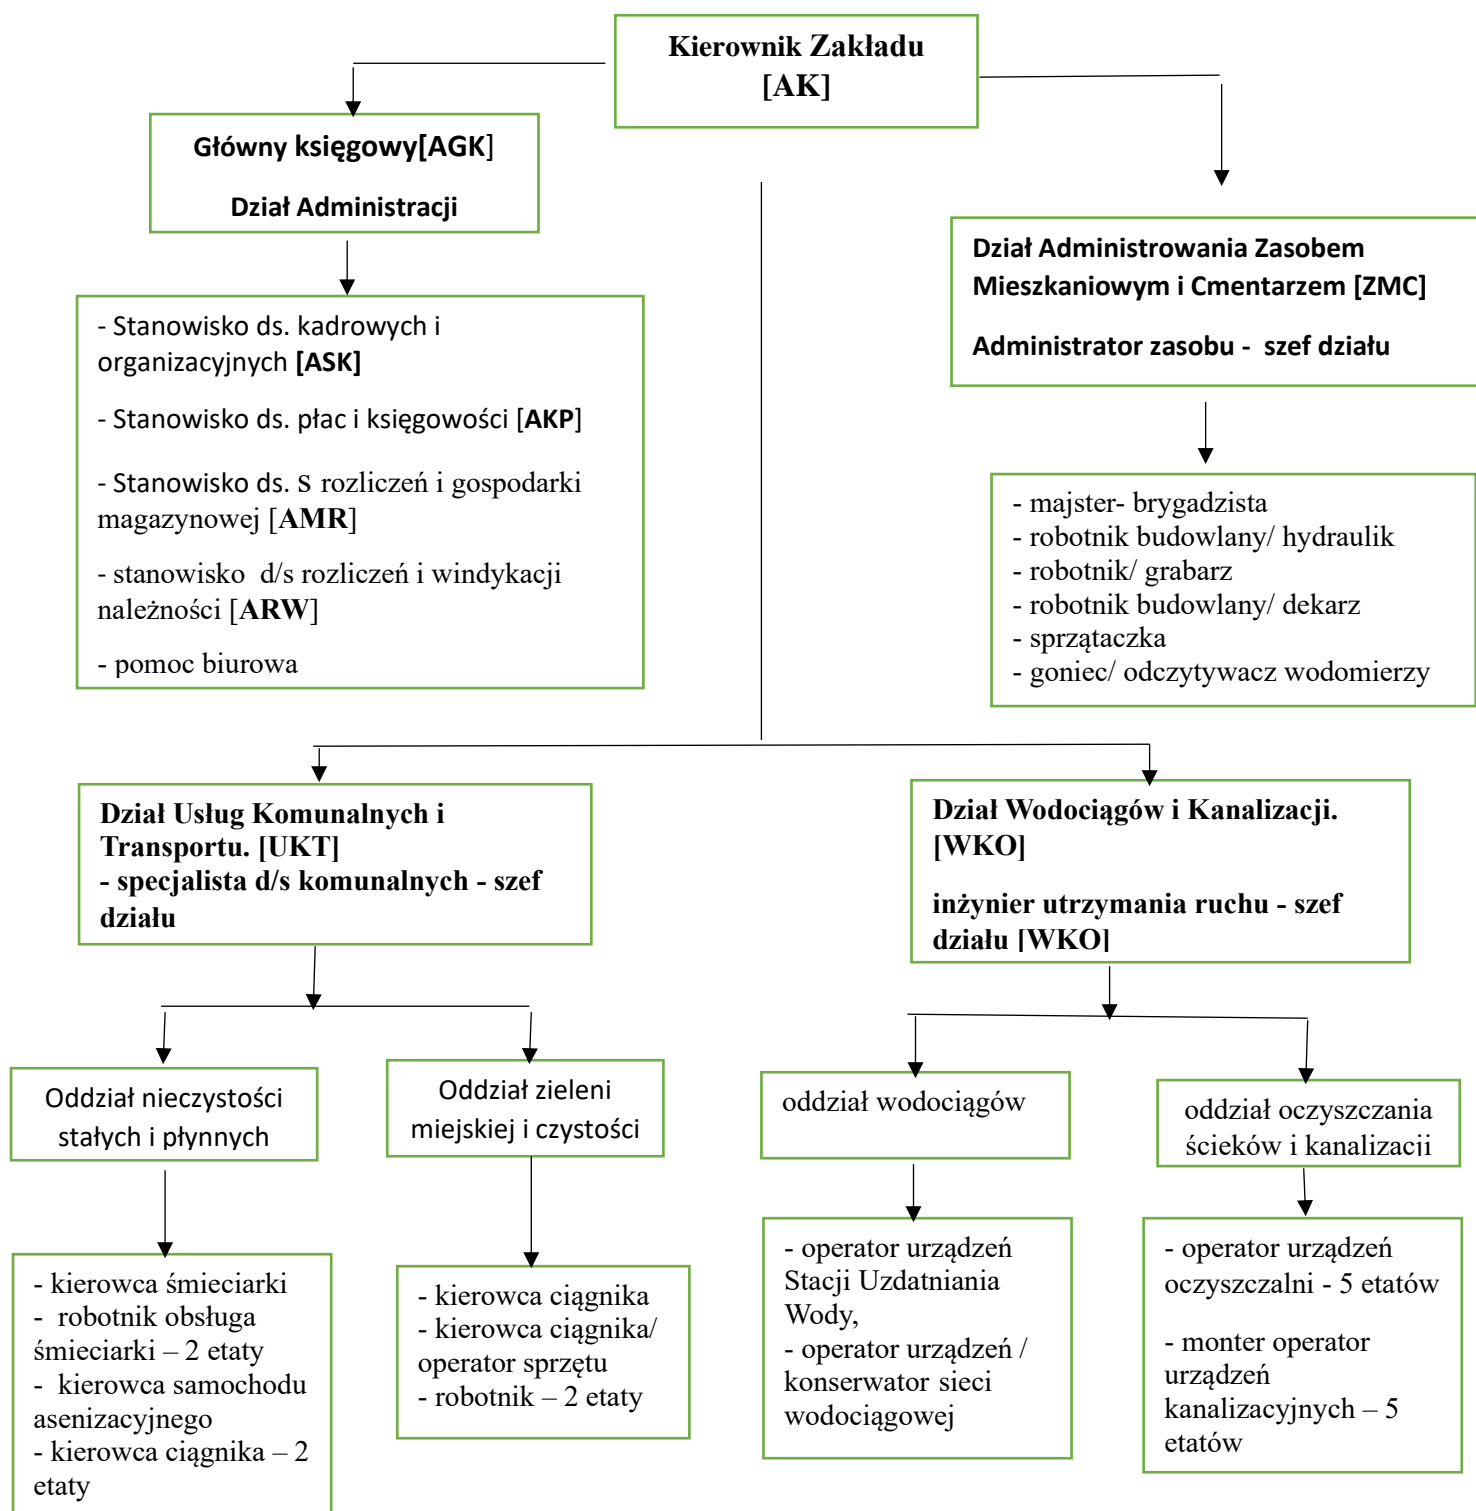 Kierownik Zakładu
[AK]
Główny księgowy[AGK]
Dział Administracji
- Stanowisko ds. kadrowych i
organizacyjnych [ASK]
- Stanowisko ds. płac i księgowości [AKP]
- Stanowisko ds. s rozliczeń i gospodarki
magazynowej [AMR]
- stanowisko d/s rozliczeń i windykacji
należności [ARW]
- pomoc biurowa
Dział Administrowania Zasobem
Mieszkaniowym i Cmentarzem [ZMC]
Administrator zasobu - szef działu
- majster- brygadzista
- robotnik budowlany/ hydraulik
- robotnik/ grabarz
- robotnik budowlany/ dekarz
- sprzątaczka
- goniec/ odczytywacz wodomierzy
Dział Usług Komunalnych i
Transportu. [UKT]
- specjalista d/s komunalnych - szef
działu
Dział Wodociągów i Kanalizacji.
[WKO]
inżynier utrzymania ruchu - szef
działu [WKO]
Oddział nieczystości
stałych i płynnych
Oddział zieleni
miejskiej i czystości
oddział wodociągów
oddział oczyszczania
ścieków i kanalizacji
- kierowca śmieciarki
- robotnik obsługa
śmieciarki – 2 etaty
- kierowca samochodu
asenizacyjnego
- kierowca ciągnika – 2
etaty
- kierowca ciągnika
- kierowca ciągnika/
operator sprzętu
- robotnik – 2 etaty
- operator urządzeń
Stacji Uzdatniania
Wody,
- operator urządzeń /
konserwator sieci
wodociągowej
- operator urządzeń
oczyszczalni - 5 etatów
- monter operator
urządzeń
kanalizacyjnych – 5
etatów